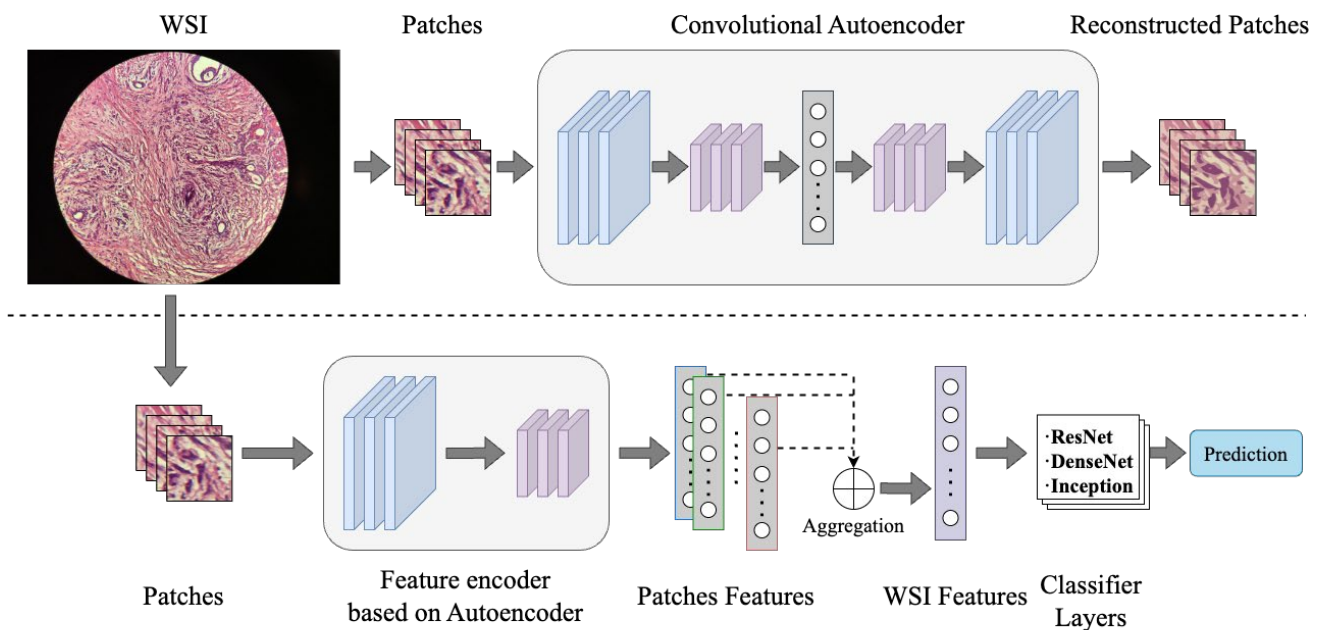 WSI
Patches
Convolutional Autoencoder
Reconstructed Patches
·ResNet
·DenseNet
·Inception
Prediction
Aggregation
Patches
Feature encoder
based on Autoencoder
Patches Features
WSI Features
Classifier
Layers